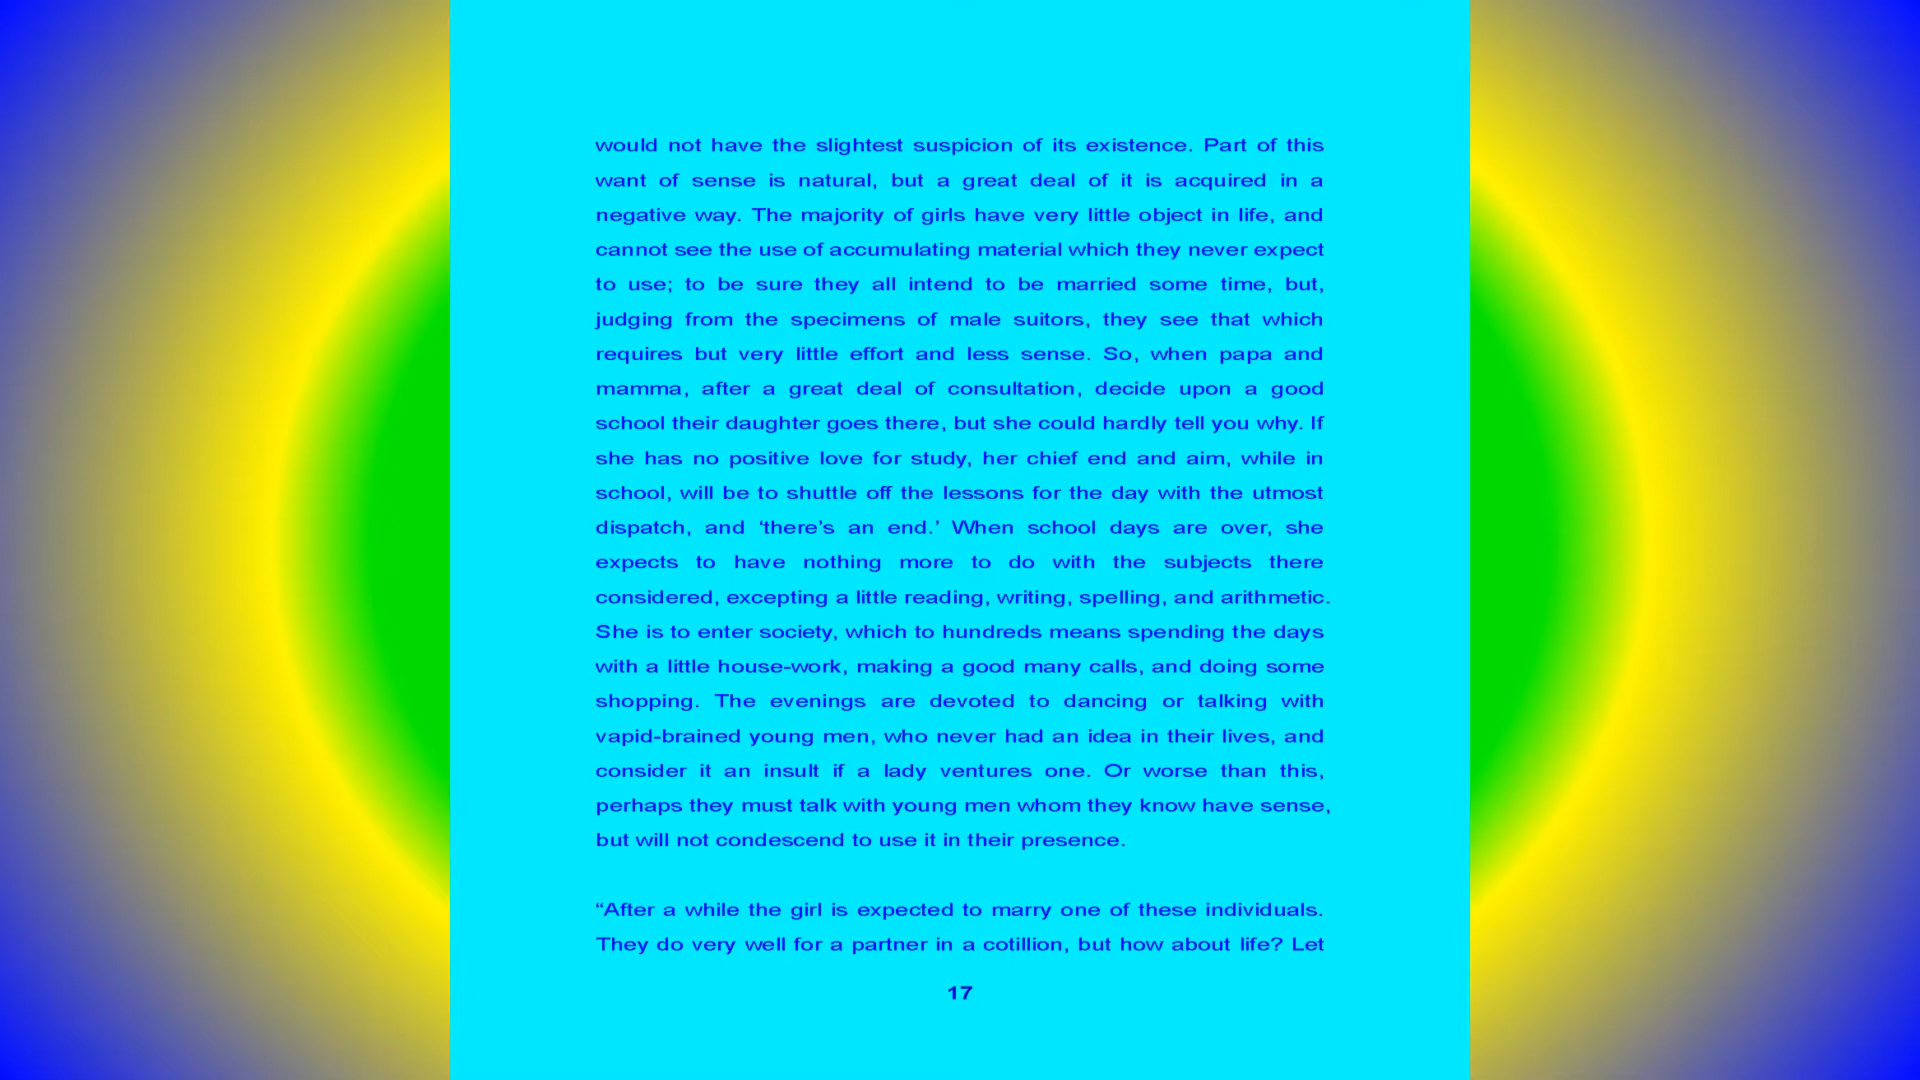 would not have the slightest suspicion of its existence. Part of this
want of sense is natural, but a great deal of it is acquired in a
negative way. The majority of girls have very little object in life, and
cannot see the use of accumulating material which they never expect
to use; to be sure they all intend to be married some time, but,
judging from the specimens of male suitors, they see that which
requires but very little effort and less sense. So, when papa and
mamma, after a great deal of consultation, decide upon a good
school their daughter goes there, but she could hardly tell you why. If
she has no positive love for study, her chief end and aim, while in
school, will be to shuttle off the lessons for the day with the utmost
dispatch, and ‘there’s an end.’ When school days are over, she
expects to have nothing more to do with the subjects there
considered, excepting a little reading, writing, spelling, and arithmetic.
She is to enter society, which to hundreds means spending the days
with a little house-work, making a good many calls, and doing some
shopping. The evenings are devoted to dancing or talking with
vapid-brained young men, who never had an idea in their lives, and
consider it an insult if a lady ventures one. Or worse than this,
perhaps they must talk with young men whom they know have sense,
but will not condescend to use it in their presence.
“After a while the girl is expected to marry one of these individuals.
They do very well for a partner in a cotillion, but how about life? Let
17